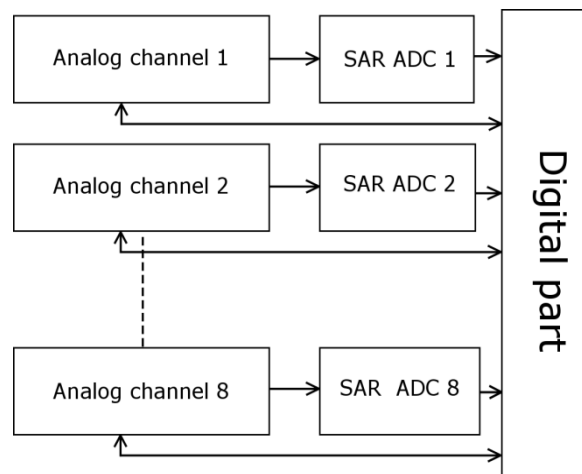 Analog channel 1
SAR ADC 1
Analog channel 2
SAR ADC 2
Analog channel 8
SAR ADC 8
Digital part